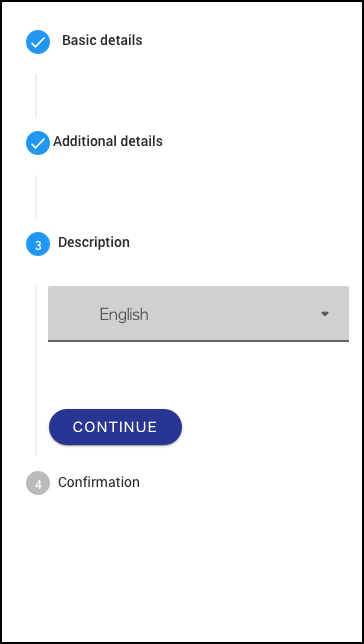 Basic details
Additional details
3 Description
English
CONTINUE
4 Confirmation